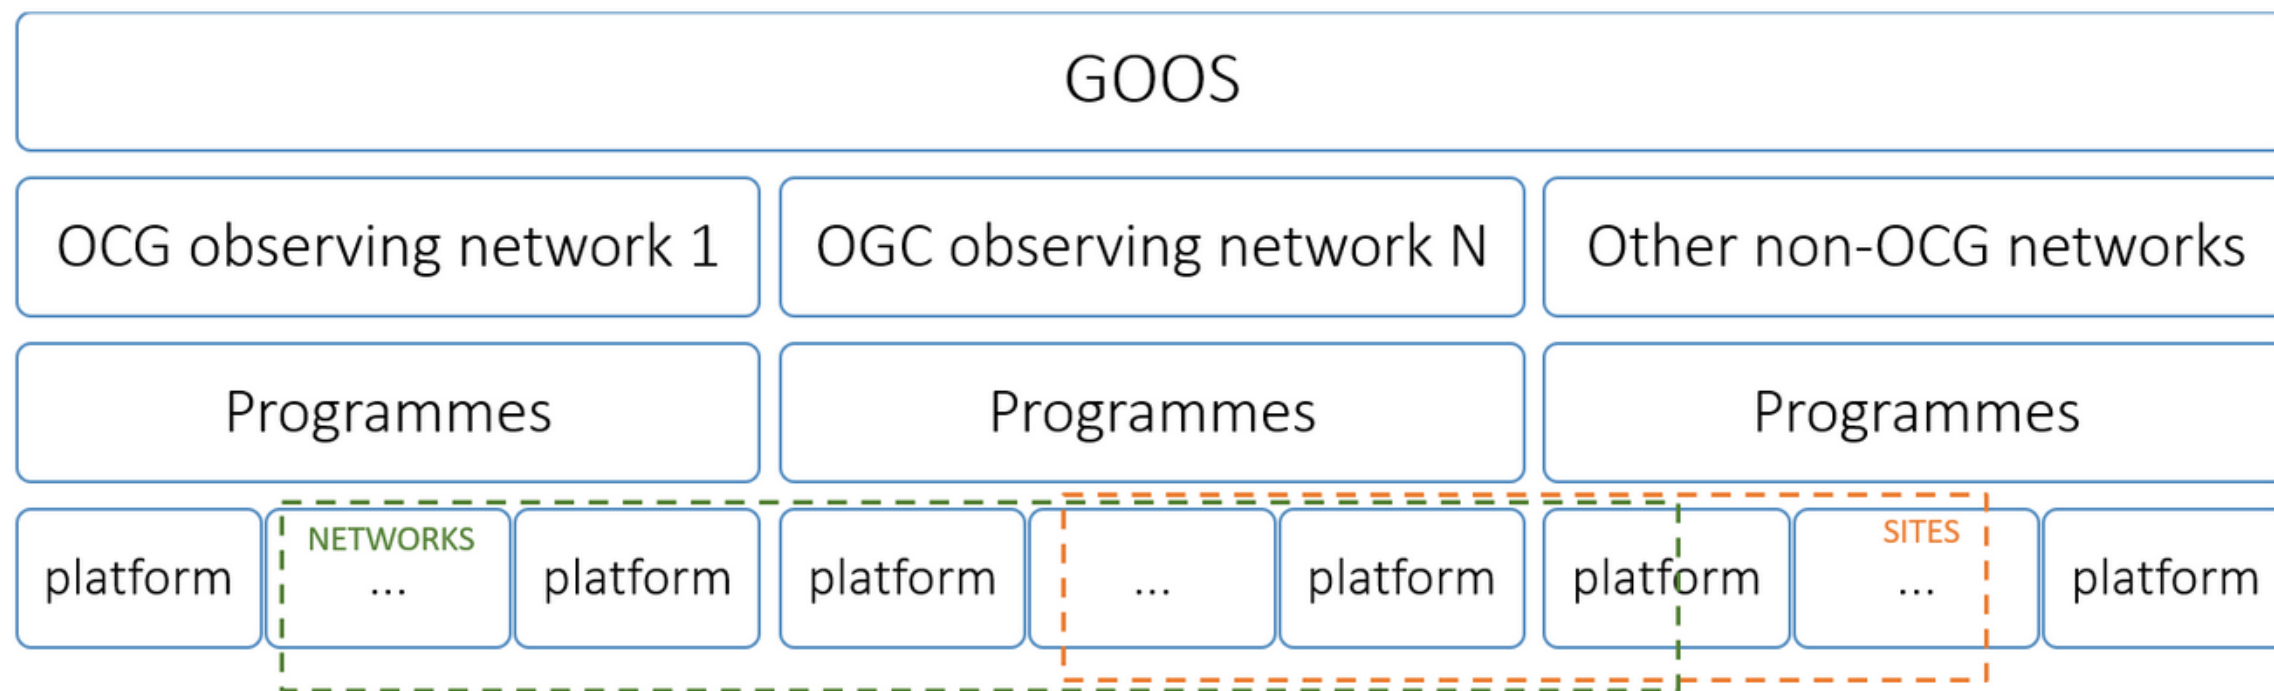 GOOS
OCG observing network 1
OGC observing network N
Other non-OCG networks
Programmes
Programmes
Programmes
NETWORKS
SITES
platform
...
platform
platform
...
platform
platform
...
platform